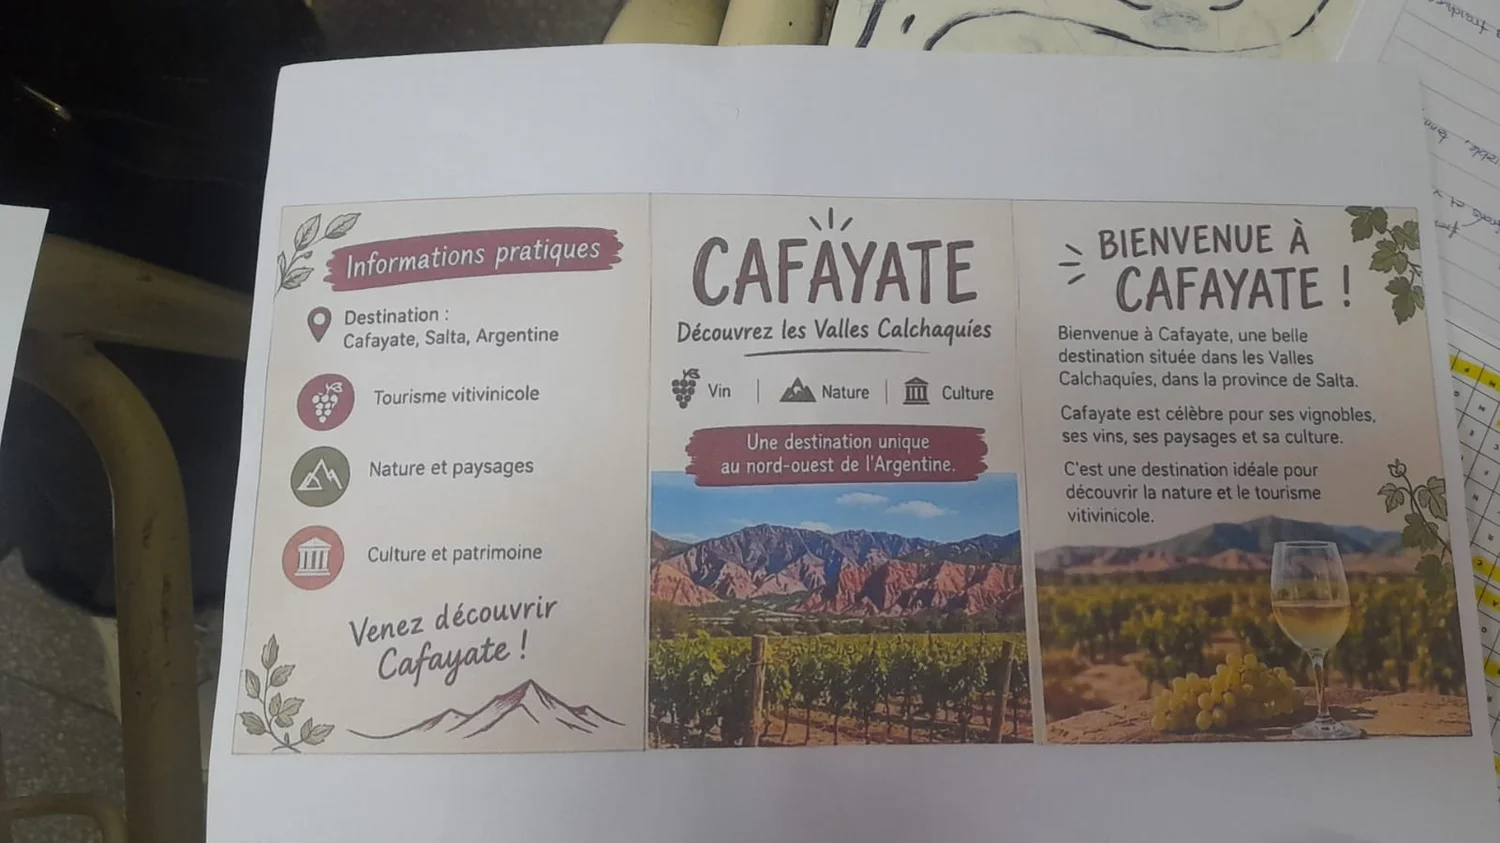 Informations pratiques
Destination :
Cafayate, Salta, Argentine
Tourisme vitivinicole
Nature et paysages
Culture et patrimoine
Venez découvrir
Cafayate !
CAFAYATE
Découvrez les Valles Calchaquíes
Vin | Nature | Culture
Une destination unique
au nord-ouest de l'Argentine.
BIENVENUE À
CAFAYATE !
Bienvenue à Cafayate, une belle
destination située dans les Valles
Calchaquíes, dans la province de Salta.
Cafayate est célèbre pour ses vignobles,
ses vins, ses paysages et sa culture.
C'est une destination idéale pour
découvrir la nature et le tourisme
vitivinicole.